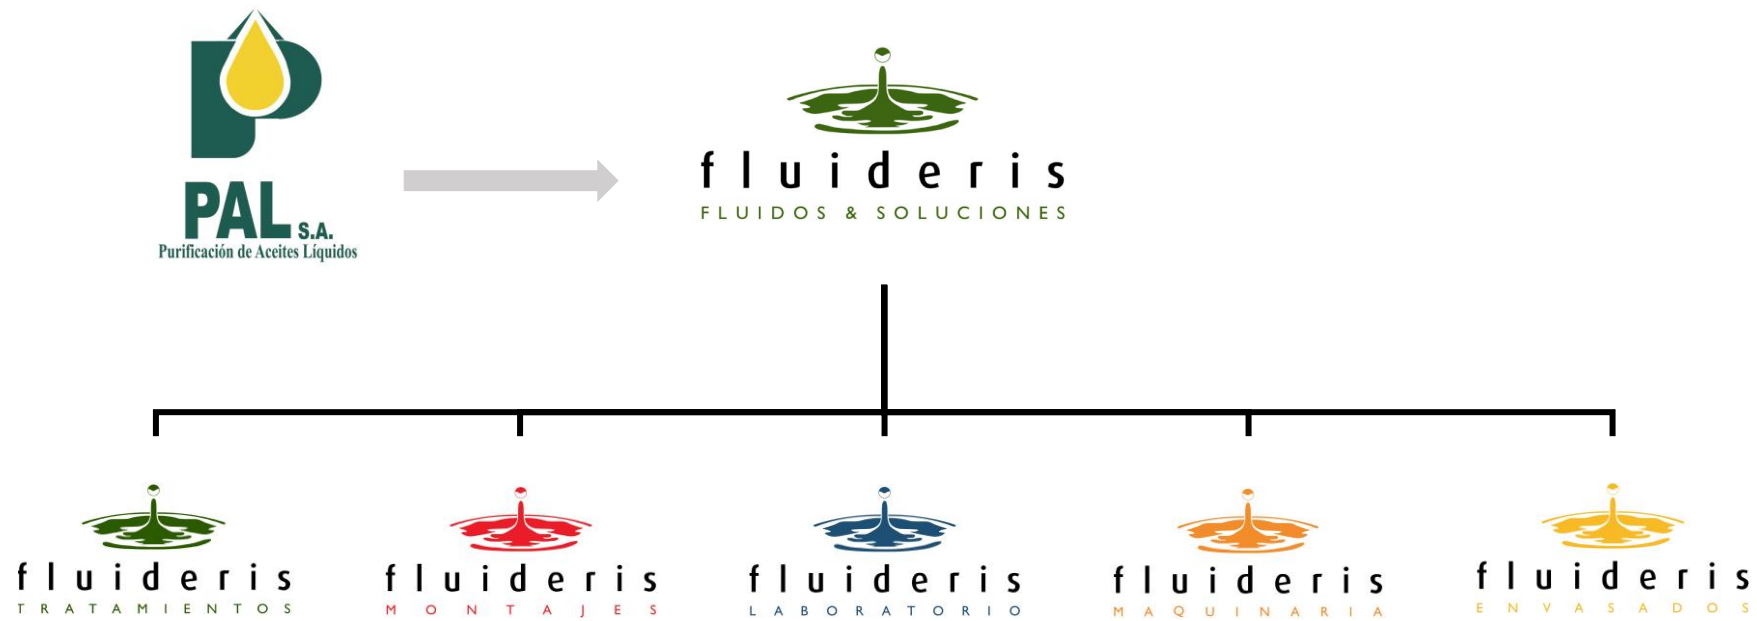 PAL S.A.
Purificación de Aceites Líquidos
fluideris
FLUIDOS & SOLUCIONES
fluideris
TRATAMIENTOS
fluideris
MONTAJES
fluideris
LABORATORIO
fluideris
MAQUINARIA
fluideris
ENVASADOS